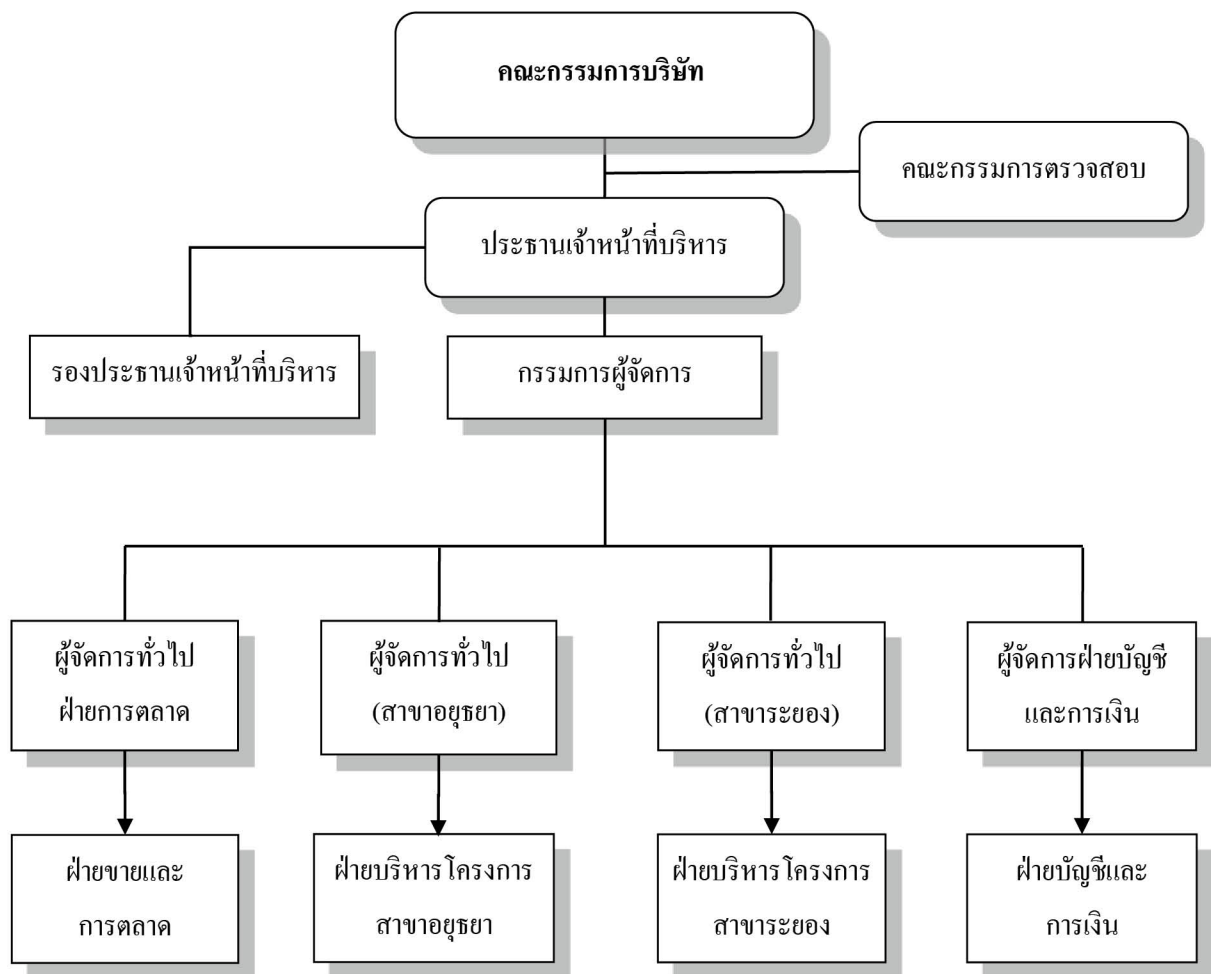 คณะกรรมการบริษัท
คณะกรรมการตรวจสอบ
ประธานเจ้าหน้าที่บริหาร
รองประธานเจ้าหน้าที่บริหาร
กรรมการผู้จัดการ
ผู้จัดการทั่วไป
ฝ่ายการตลาด
ผู้จัดการทั่วไป
(สาขาอยุธยา)
ผู้จัดการทั่วไป
(สาขาระยอง)
ผู้จัดการฝ่ายบัญชี
และการเงิน
ฝ่ายขายและ
การตลาด
ฝ่ายบริหารโครงการ
สาขาอยุธยา
ฝ่ายบริหารโครงการ
สาขาระยอง
ฝ่ายบัญชีและ
การเงิน